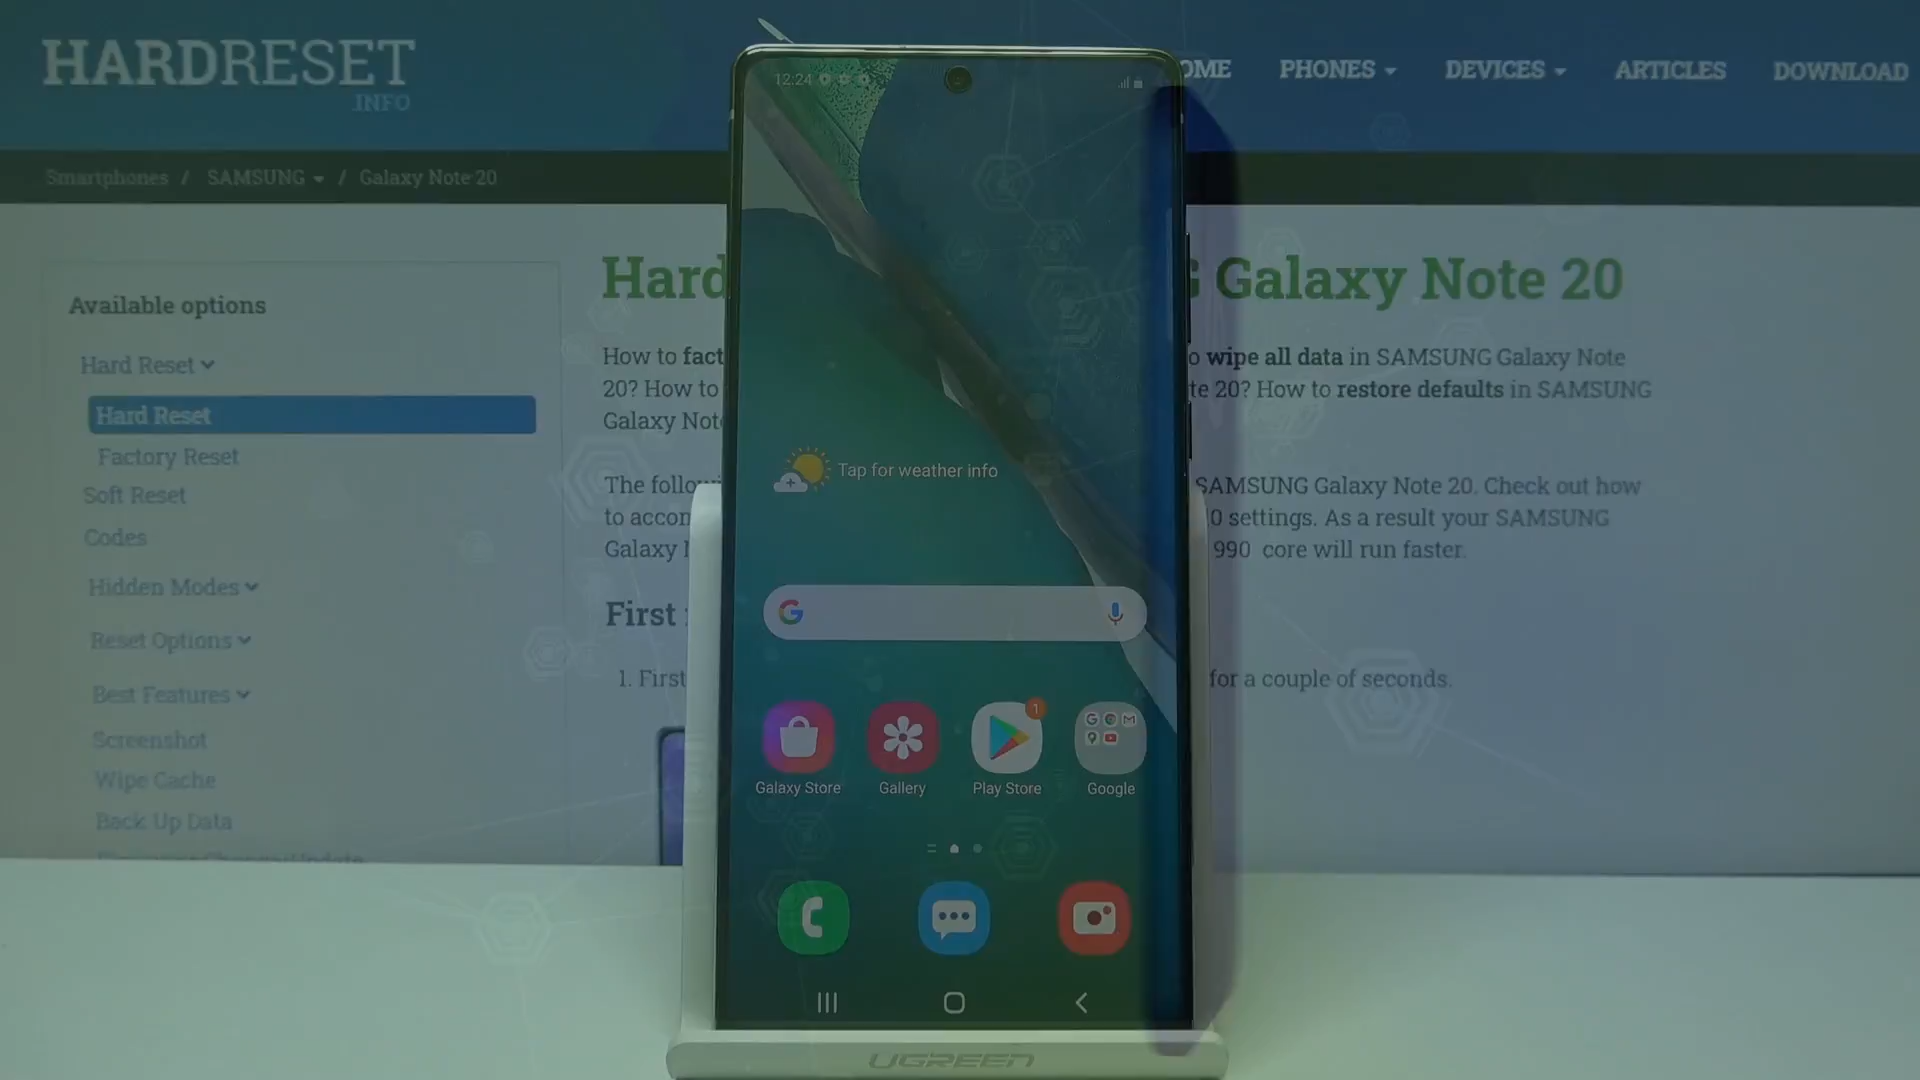 HARDRESET
.INFO
OME
PHONES
DEVICES
ARTICLES
DOWNLOAD
Smartphones / SAMSUNG / Galaxy Note 20
Available options
Hard Reset
Hard Reset
Factory Reset
Soft Reset
Codes
Hidden Modes
Reset Options
Best Features
Screenshot
Wipe Cache
Back Up Data
Hard
G Galaxy Note 20
How to fact
o wipe all data in SAMSUNG Galaxy Note
20? How to
te 20? How to restore defaults in SAMSUNG
Galaxy Not
The follow
SAMSUNG Galaxy Note 20. Check out how
to accom
0 settings. As a result your SAMSUNG
Galaxy
990 core will run faster.
First
1. First
for a couple of seconds.
12:24
Tap for weather info
G
1
Galaxy Store
Gallery
Play Store
Google
UGREEN